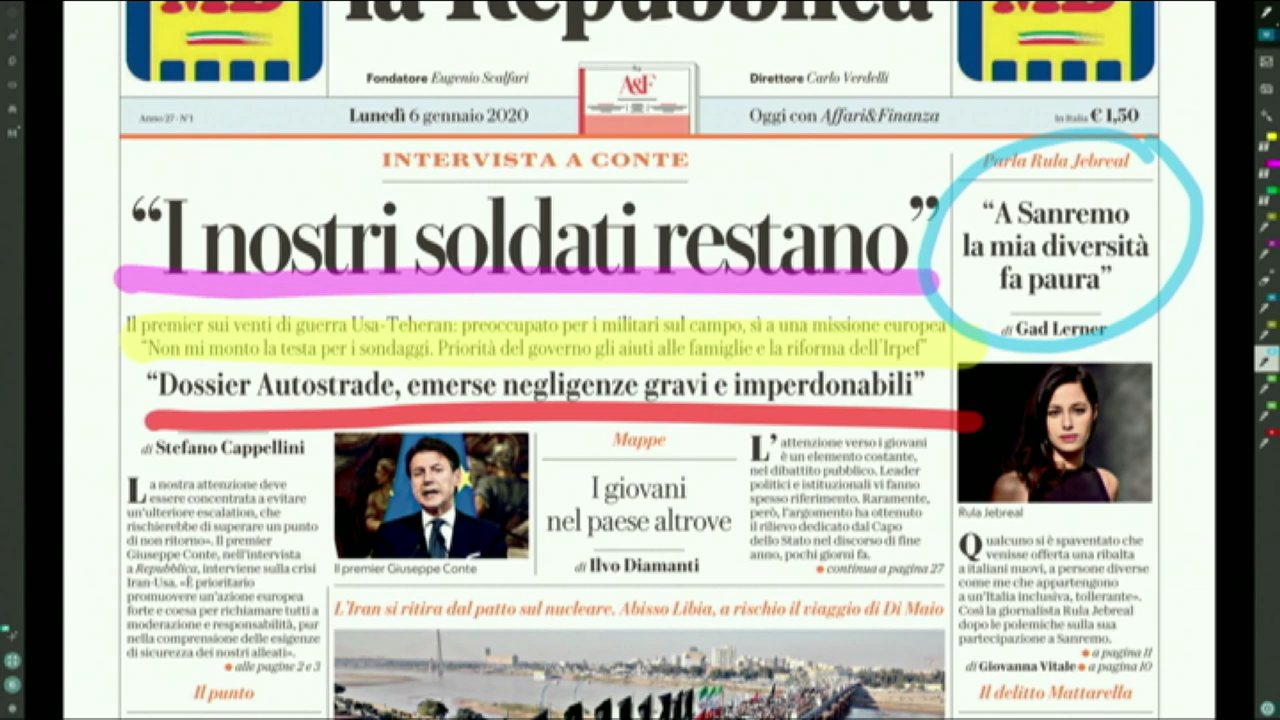 la Repubblica
Fondatore Eugenio Scalfari
A&F
Direttore Carlo Verdelli
Anno 27 - N°1
Lunedì 6 gennaio 2020
Oggi con Affari&Finanza
In Italia € 1,50
INTERVISTA A CONTE
“I nostri soldati restano”
Il premier sui venti di guerra Usa-Teheran: preoccupato per i militari sul campo, sì a una missione europea
“Non mi monto la testa per i sondaggi. Priorità del governo gli aiuti alle famiglie e la riforma dell'Irpef”
“Dossier Autostrade, emerse negligenze gravi e imperdonabili”
di Stefano Cappellini
La nostra attenzione deve
essere concentrata a evitare
un'ulteriore escalation, che
rischierebbe di superare un punto
di non ritorno». Il premier
Giuseppe Conte, nell'intervista
a Repubblica, interviene sulla crisi
Iran-Usa. «È prioritario
promuovere un'azione europea
forte e coesa per richiamare tutti a
moderazione e responsabilità, pur
nella comprensione delle esigenze
di sicurezza dei nostri alleati».
● alle pagine 2 e 3
Il punto
Il premier Giuseppe Conte
Mappe
I giovani
nel paese altrove
di Ilvo Diamanti
L'attenzione verso i giovani
è un elemento costante,
nel dibattito pubblico. Leader
politici e istituzionali vi fanno
spesso riferimento. Raramente,
però, l'argomento ha ottenuto
il rilievo dedicato dal Capo
dello Stato nel discorso di fine
anno, pochi giorni fa.
● continua a pagina 27
L'Iran si ritira dal patto sul nucleare. Abisso Libia, a rischio il viaggio di Di Maio
Parla Rula Jebreal
“A Sanremo
la mia diversità
fa paura”
di Gad Lerner
Rula Jebreal
Qualcuno si è spaventato che
venisse offerta una ribalta
a italiani nuovi, a persone diverse
come me che appartengono
a un'Italia inclusiva, tollerante».
Così la giornalista Rula Jebreal
dopo le polemiche sulla sua
partecipazione a Sanremo.
● a pagina 11
di Giovanna Vitale ● a pagina 10
Il delitto Mattarella